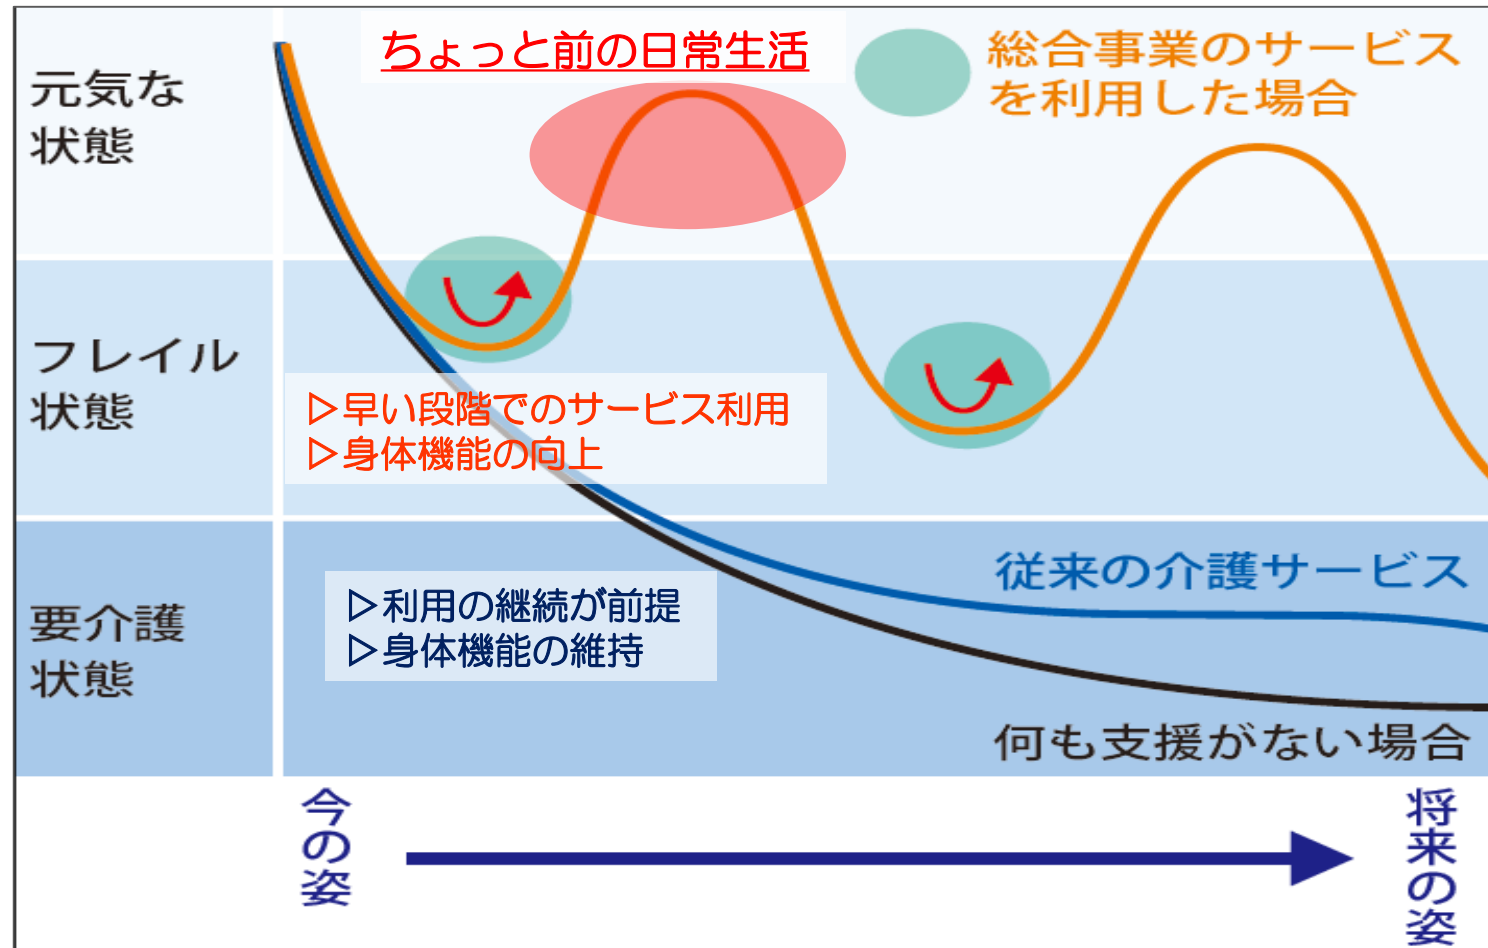 ちょっと前の日常生活
総合事業のサービス
を利用した場合
元気な
状態
フレイル
状態
▷早い段階でのサービス利用
▷身体機能の向上
要介護
状態
従来の介護サービス
▷利用の継続が前提
▷身体機能の維持
何も支援がない場合
今の姿
将来の姿